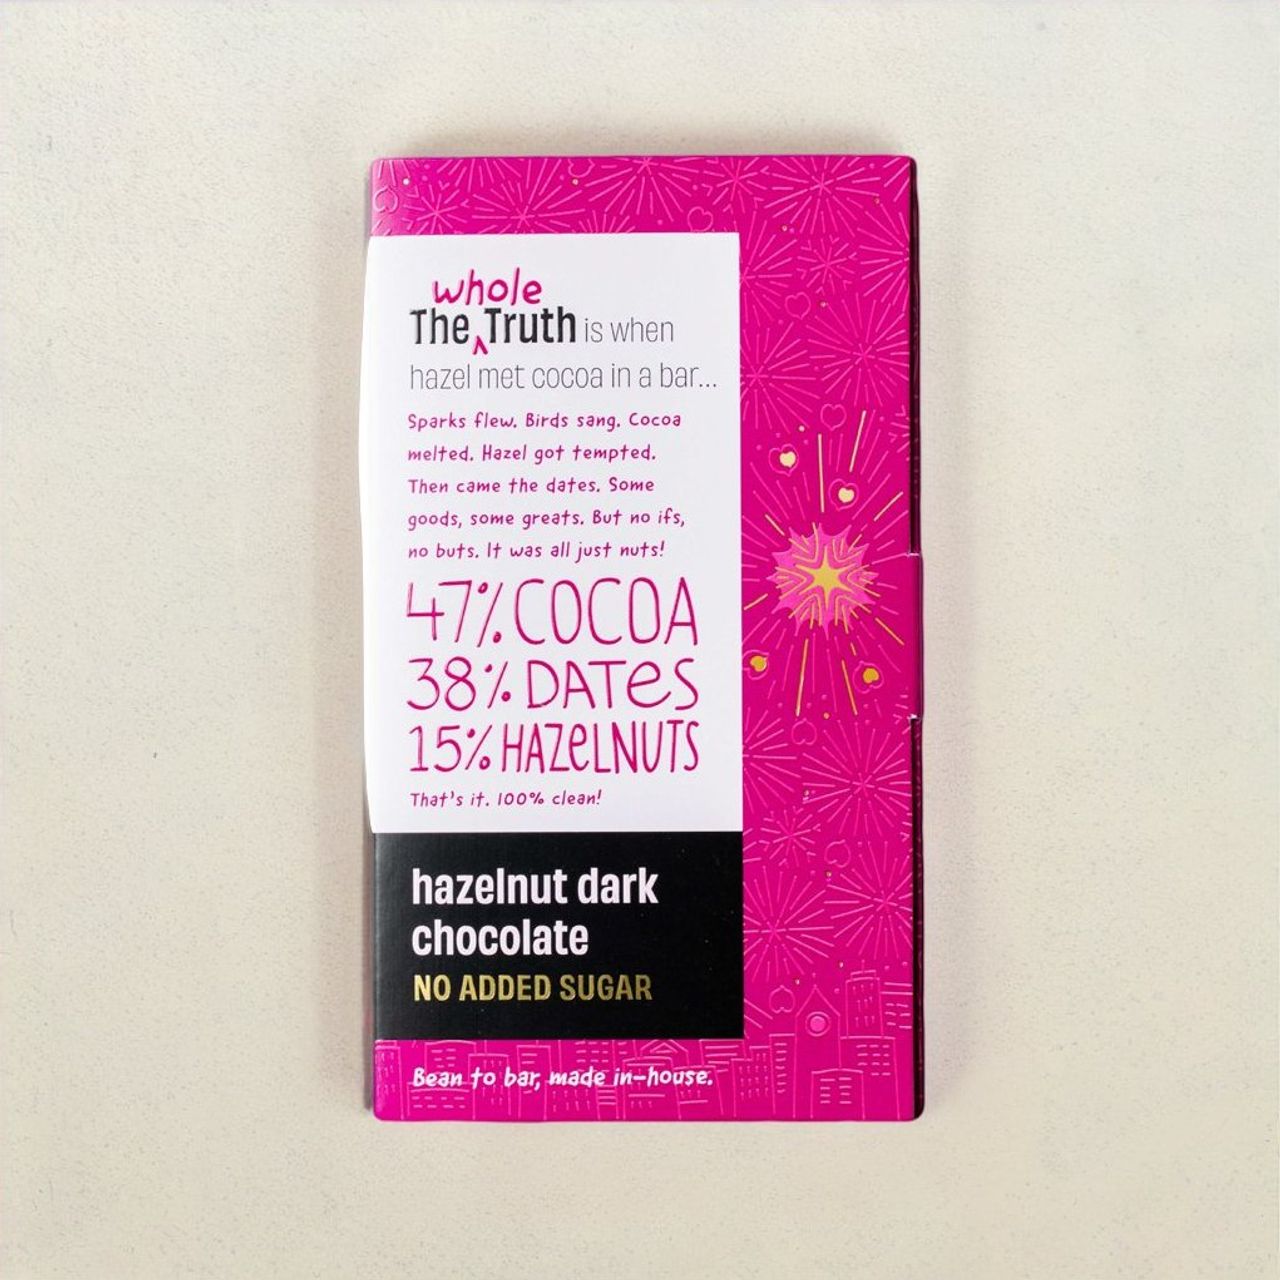 The whole Truth is when
hazel met cocoa in a bar...
Sparks flew. Birds sang. Cocoa
melted. Hazel got tempted.
Then came the dates. Some
goods, some greats. But no ifs,
no buts. It was all just nuts!
47% COCOA
38% DATes
15% HAZeLNUTS
That's it. 100% clean!
hazelnut dark
chocolate
NO ADDED SUGAR
Bean to bar, made in-house.